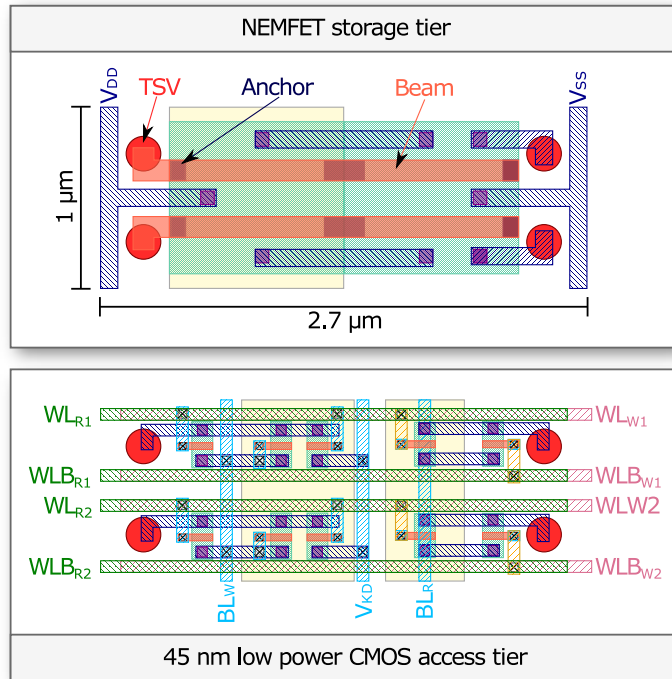 NEMFET storage tier
VDD
TSV
Anchor
Beam
VSS
1 μm
2.7 μm
WLR1
WLW1
WLBR1
WLBW1
WLR2
WLW2
WLBR2
WLBW2
BLW
VKD
BLR
45 nm low power CMOS access tier